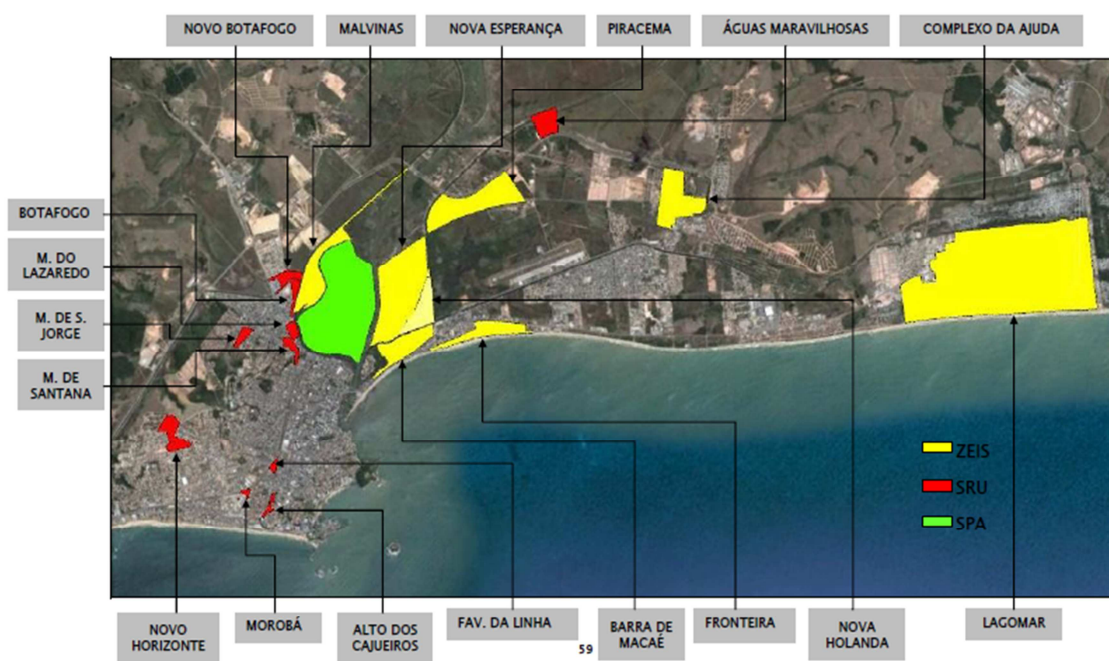 NOVO BOTAFOGO
MALVINAS
NOVA ESPERANÇA
PIRACEMA
ÁGUAS MARAVILHOSAS
COMPLEXO DA AJUDA
BOTAFOGO
M. DO
LAZAREDO
M. DE S.
JORGE
M. DE
SANTANA
ZEIS
SRU
SPA
NOVO
HORIZONTE
MOROBÁ
ALTO DOS
CAJUEIROS
FAV. DA LINHA
BARRA DE
MACAÉ
FRONTEIRA
NOVA
HOLANDA
LAGOMAR
59